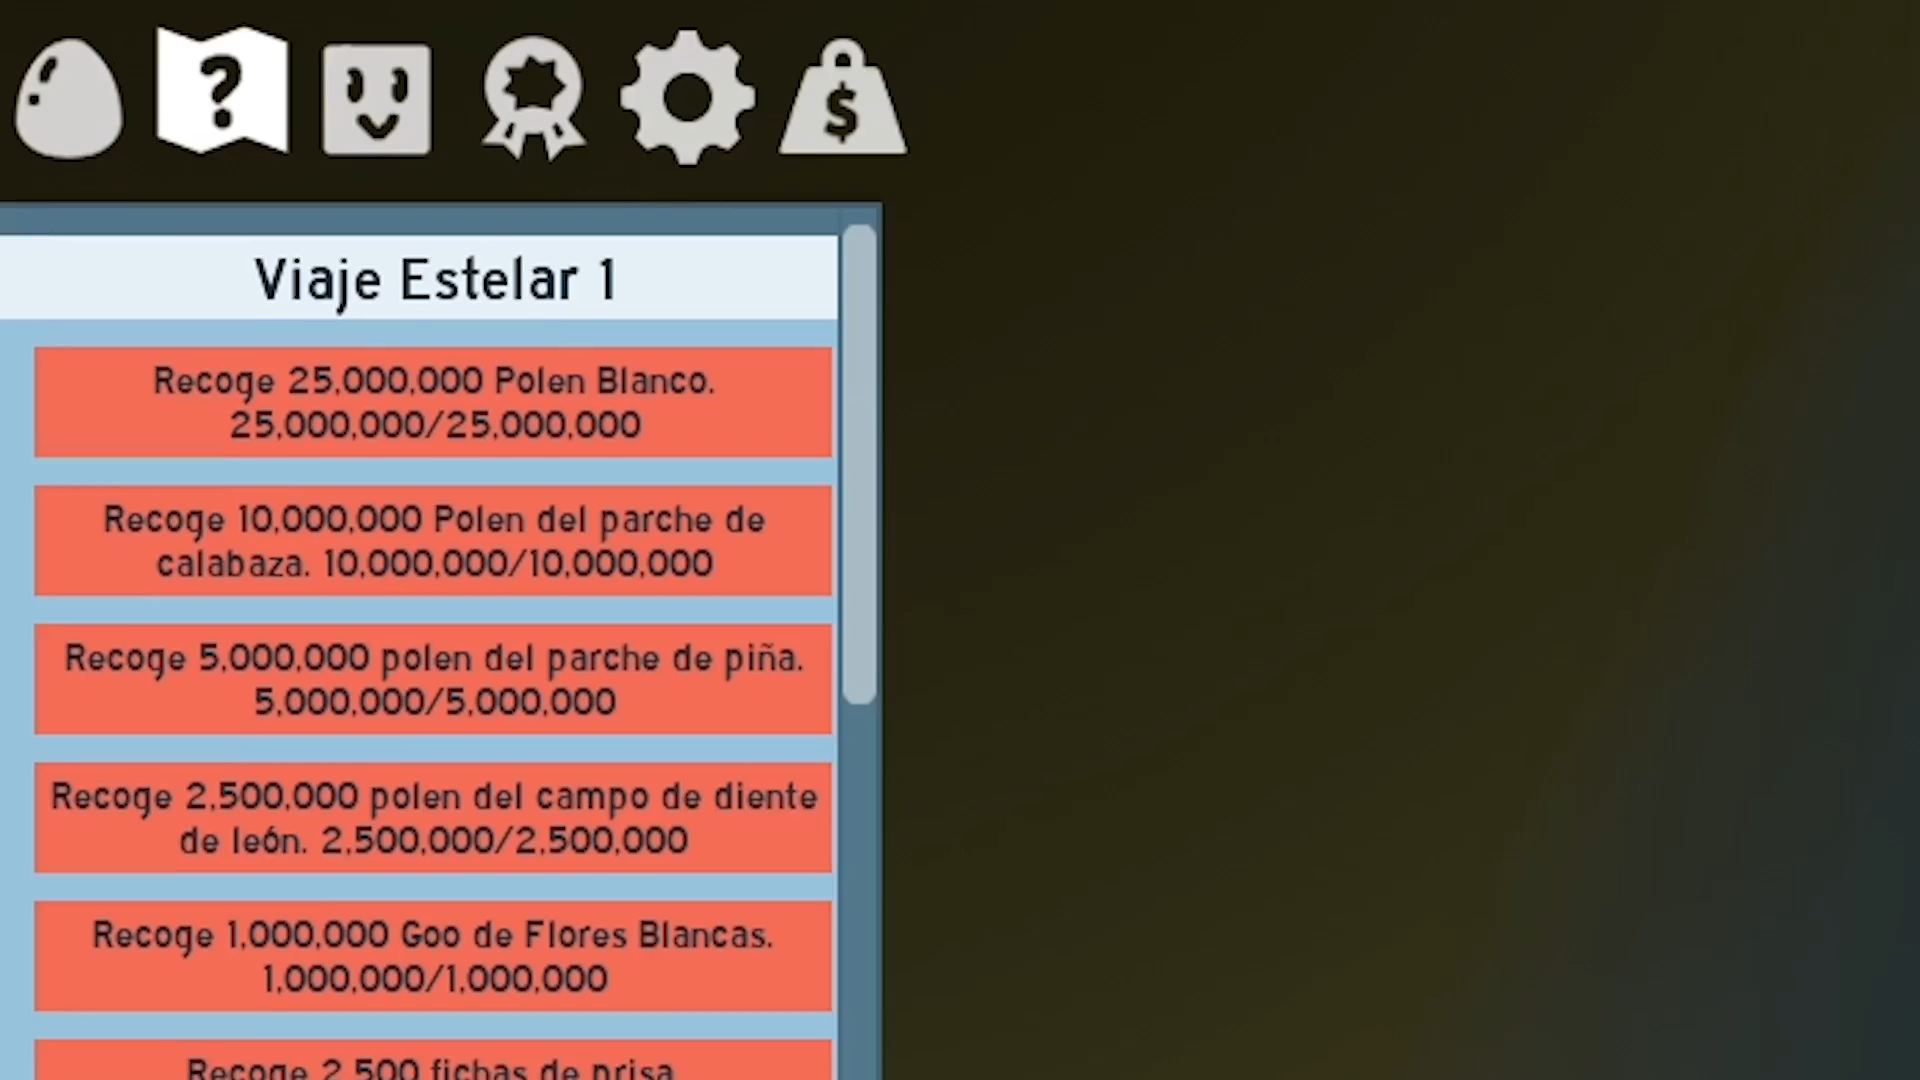 ?
$
Viaje Estelar 1
Recoge 25,000,000 Polen Blanco.
25,000,000/25,000,000
Recoge 10,000,000 Polen del parche de
calabaza. 10,000,000/10,000,000
Recoge 5,000,000 polen del parche de piña.
5,000,000/5,000,000
Recoge 2,500,000 polen del campo de diente
de león. 2,500,000/2,500,000
Recoge 1,000,000 Goo de Flores Blancas.
1,000,000/1,000,000
Recoge 2,500 fichas de prisa